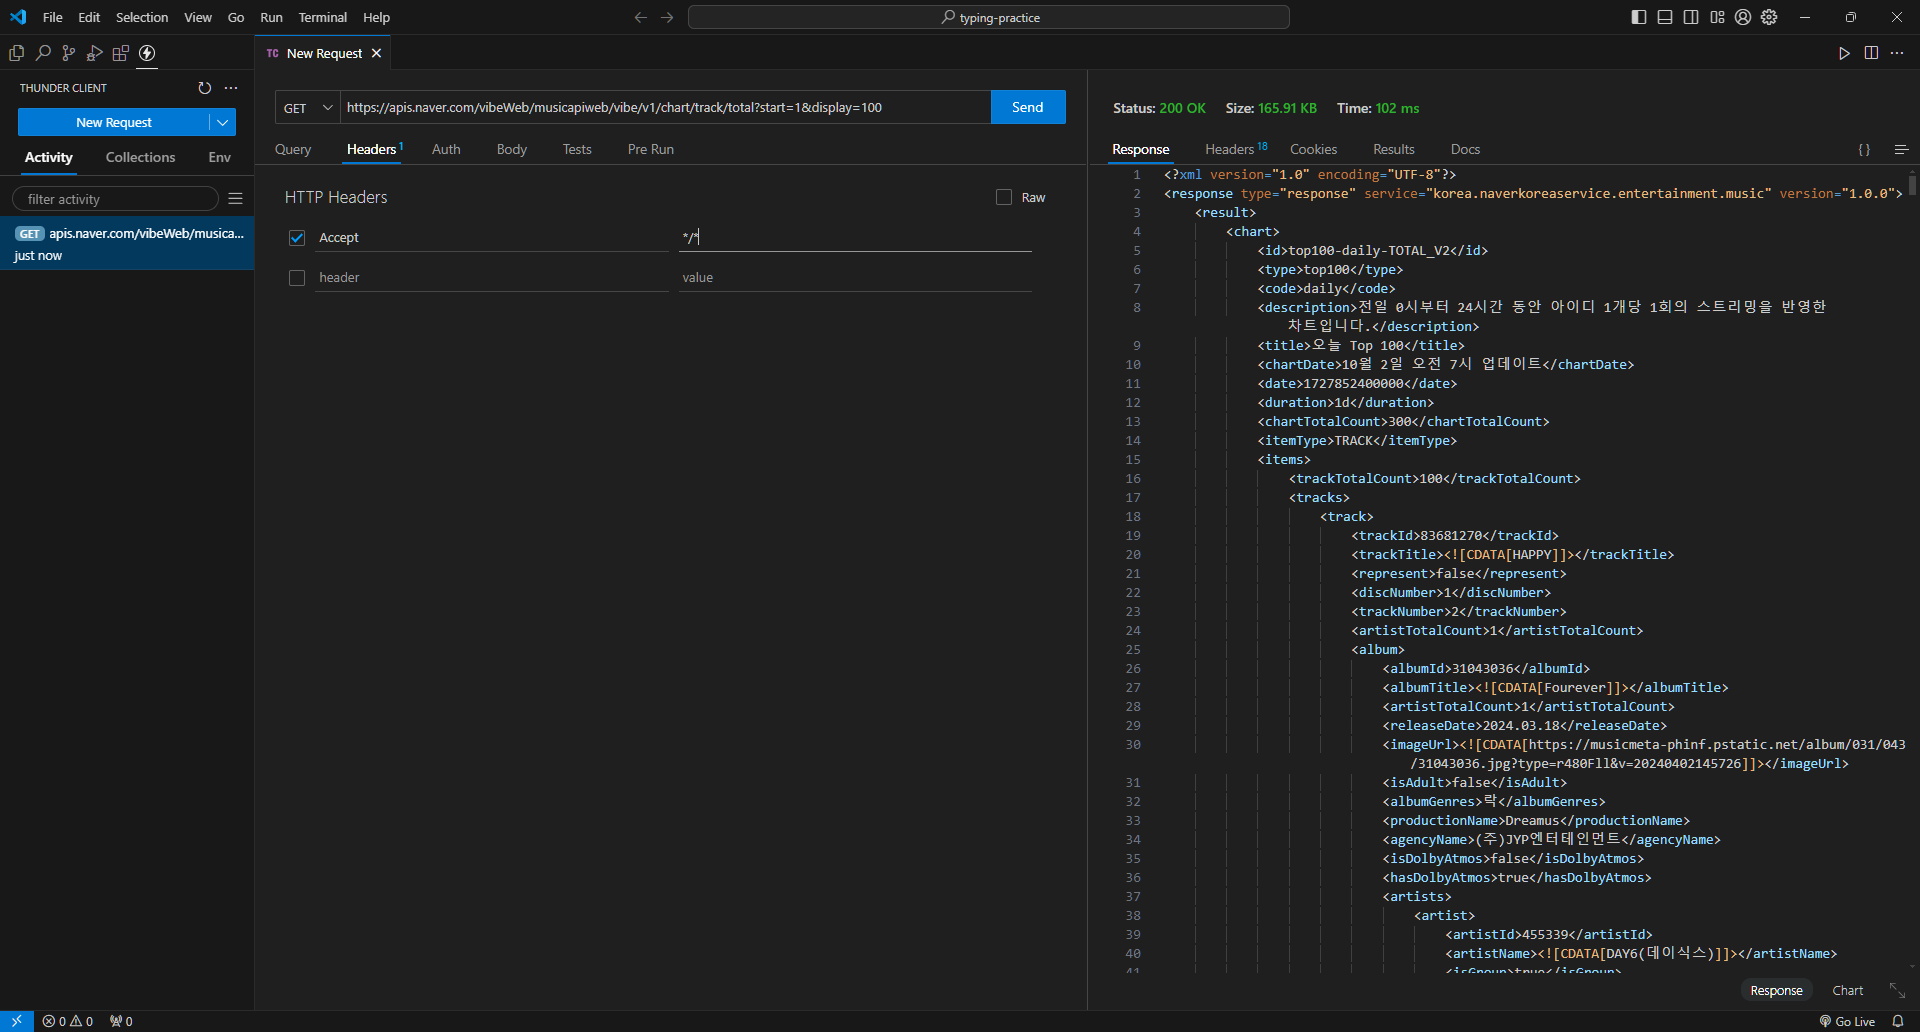 File Edit Selection View Go Run Terminal Help
typing-practice
THUNDER CLIENT
New Request
Activity Collections Env
filter activity
GET apis.naver.com/vibeWeb/musica...
just now
TC New Request
GET https://apis.naver.com/vibeWeb/musicapiweb/vibe/v1/chart/track/total?start=1&display=100 Send
Query Headers 1 Auth Body Tests Pre Run
HTTP Headers Raw
Accept */*
header value
Status: 200 OK Size: 165.91 KB Time: 102 ms
Response Headers 18 Cookies Results Docs {}
1 <?xml version="1.0" encoding="UTF-8"?>
2 <response type="response" service="korea.naverkoreaservice.entertainment.music" version="1.0.0">
3 <result>
4 <chart>
5 <id>top100-daily-TOTAL_V2</id>
6 <type>top100</type>
7 <code>daily</code>
8 <description>전일 0시부터 24시간 동안 아이디 1개당 1회의 스트리밍을 반영한
차트입니다.</description>
9 <title>오늘 Top 100</title>
10 <chartDate>10월 2일 오전 7시 업데이트</chartDate>
11 <date>1727852400000</date>
12 <duration>1d</duration>
13 <chartTotalCount>300</chartTotalCount>
14 <itemType>TRACK</itemType>
15 <items>
16 <trackTotalCount>100</trackTotalCount>
17 <tracks>
18 <track>
19 <trackId>83681270</trackId>
20 <trackTitle><![CDATA[HAPPY]]></trackTitle>
21 <represent>false</represent>
22 <discNumber>1</discNumber>
23 <trackNumber>2</trackNumber>
24 <artistTotalCount>1</artistTotalCount>
25 <album>
26 <albumId>31043036</albumId>
27 <albumTitle><![CDATA[Fourever]]></albumTitle>
28 <artistTotalCount>1</artistTotalCount>
29 <releaseDate>2024.03.18</releaseDate>
30 <imageUrl><![CDATA[https://musicmeta-phinf.pstatic.net/album/031/043
/31043036.jpg?type=r480Fll&v=20240402145726]]></imageUrl>
31 <isAdult>false</isAdult>
32 <albumGenres>락</albumGenres>
33 <productionName>Dreamus</productionName>
34 <agencyName>(주)JYP엔터테인먼트</agencyName>
35 <isDolbyAtmos>false</isDolbyAtmos>
36 <hasDolbyAtmos>true</hasDolbyAtmos>
37 <artists>
38 <artist>
39 <artistId>455339</artistId>
40 <artistName><![CDATA[DAY6(데이식스)]]></artistName>
41 <isGroup>true</isGroup>
Response Chart
0 0 0 Go Live